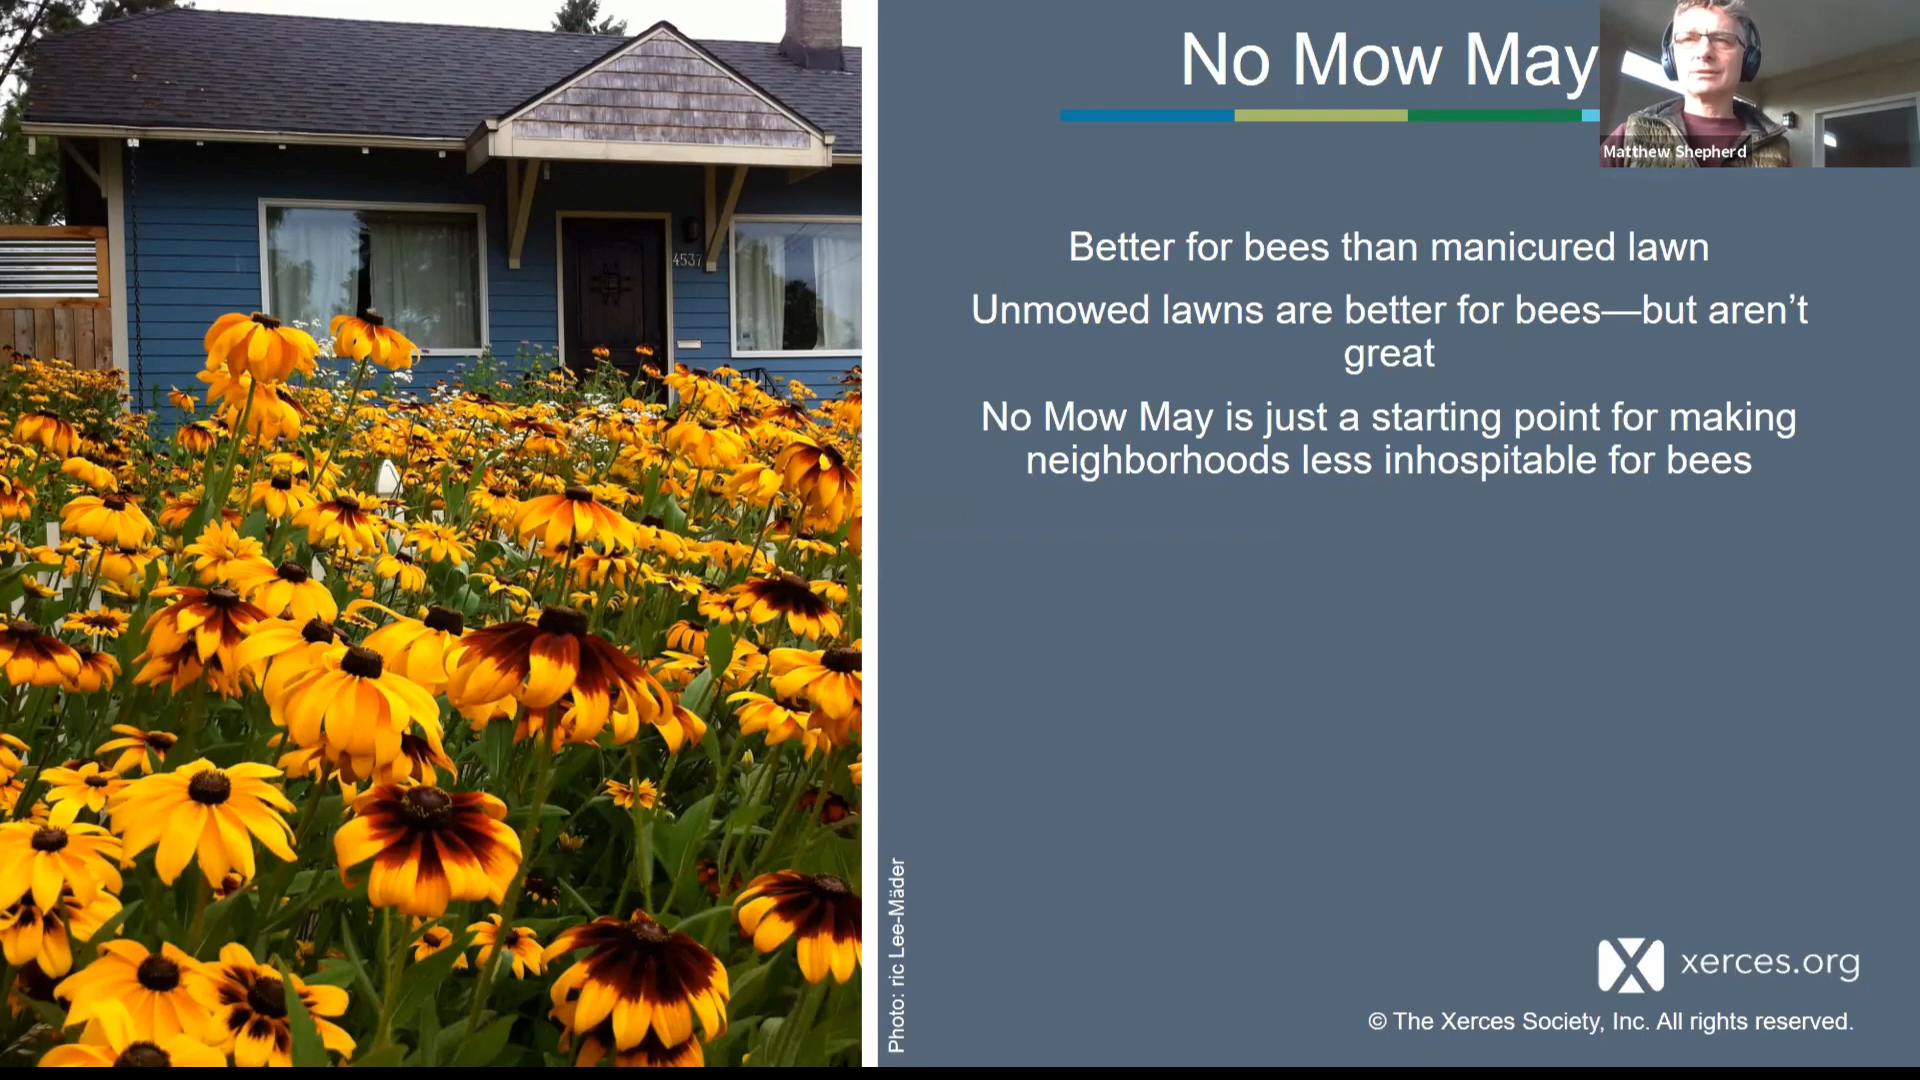 No Mow May
Matthew Shepherd
4537
Better for bees than manicured lawn
Unmowed lawns are better for bees—but aren’t
great
No Mow May is just a starting point for making
neighborhoods less inhospitable for bees
Photo: ric Lee-Mäder
xerces.org
© The Xerces Society, Inc. All rights reserved.